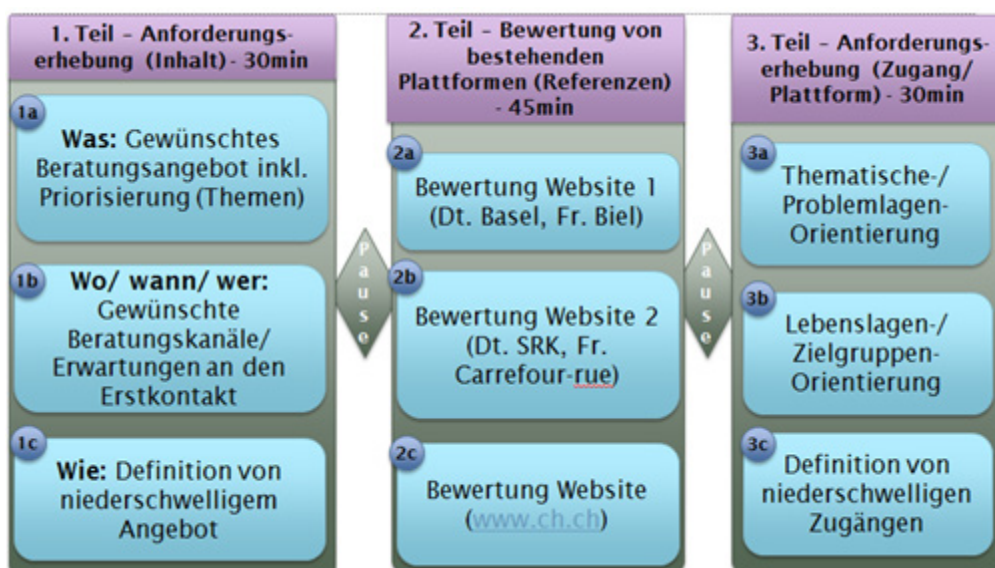 1. Teil – Anforderungs-
erhebung (Inhalt) - 30min
1a
Was: Gewünschtes
Beratungsangebot inkl.
Priorisierung (Themen)
1b
Wo/ wann/ wer:
Gewünschte
Beratungskanäle/
Erwartungen an den
Erstkontakt
1c
Wie: Definition von
niederschwelligem
Angebot
Pause
2. Teil – Bewertung von
bestehenden
Plattformen (Referenzen)
- 45min
2a
Bewertung Website 1
(Dt. Basel, Fr. Biel)
2b
Bewertung Website 2
(Dt. SRK, Fr.
Carrefour-rue)
2c
Bewertung Website
(www.ch.ch)
Pause
3. Teil – Anforderungs-
erhebung (Zugang/
Plattform) - 30min
3a
Thematische-/
Problemlagen-
Orientierung
3b
Lebenslagen-/
Zielgruppen-
Orientierung
3c
Definition von
niederschwelligen
Zugängen